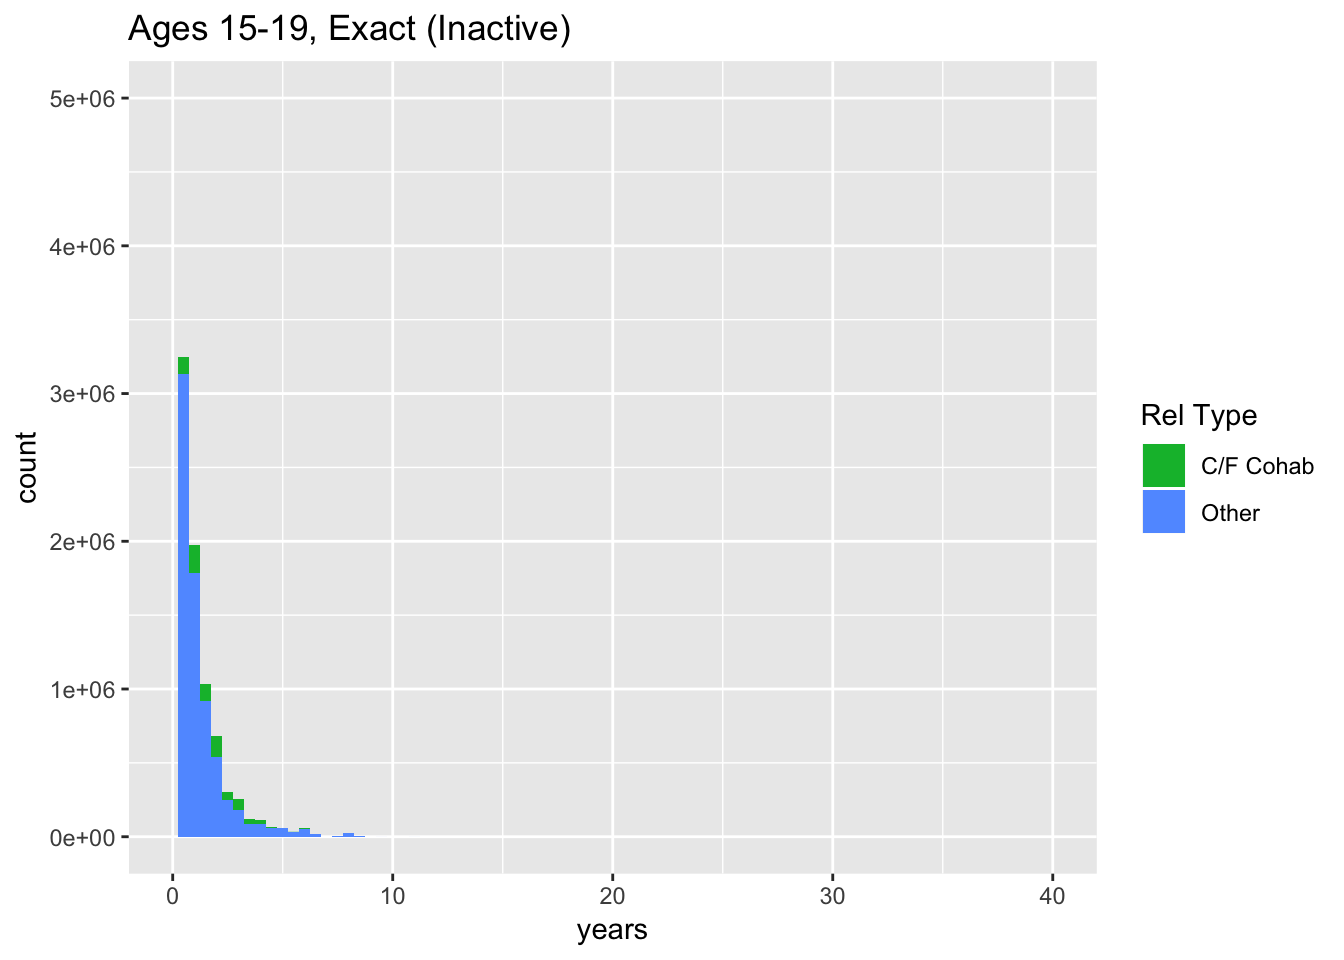 Ages 15-19, Exact (Inactive)
5e+06
4e+06
3e+06
2e+06
1e+06
0e+00
count
0
10
20
30
40
years
Rel Type
C/F Cohab
Other